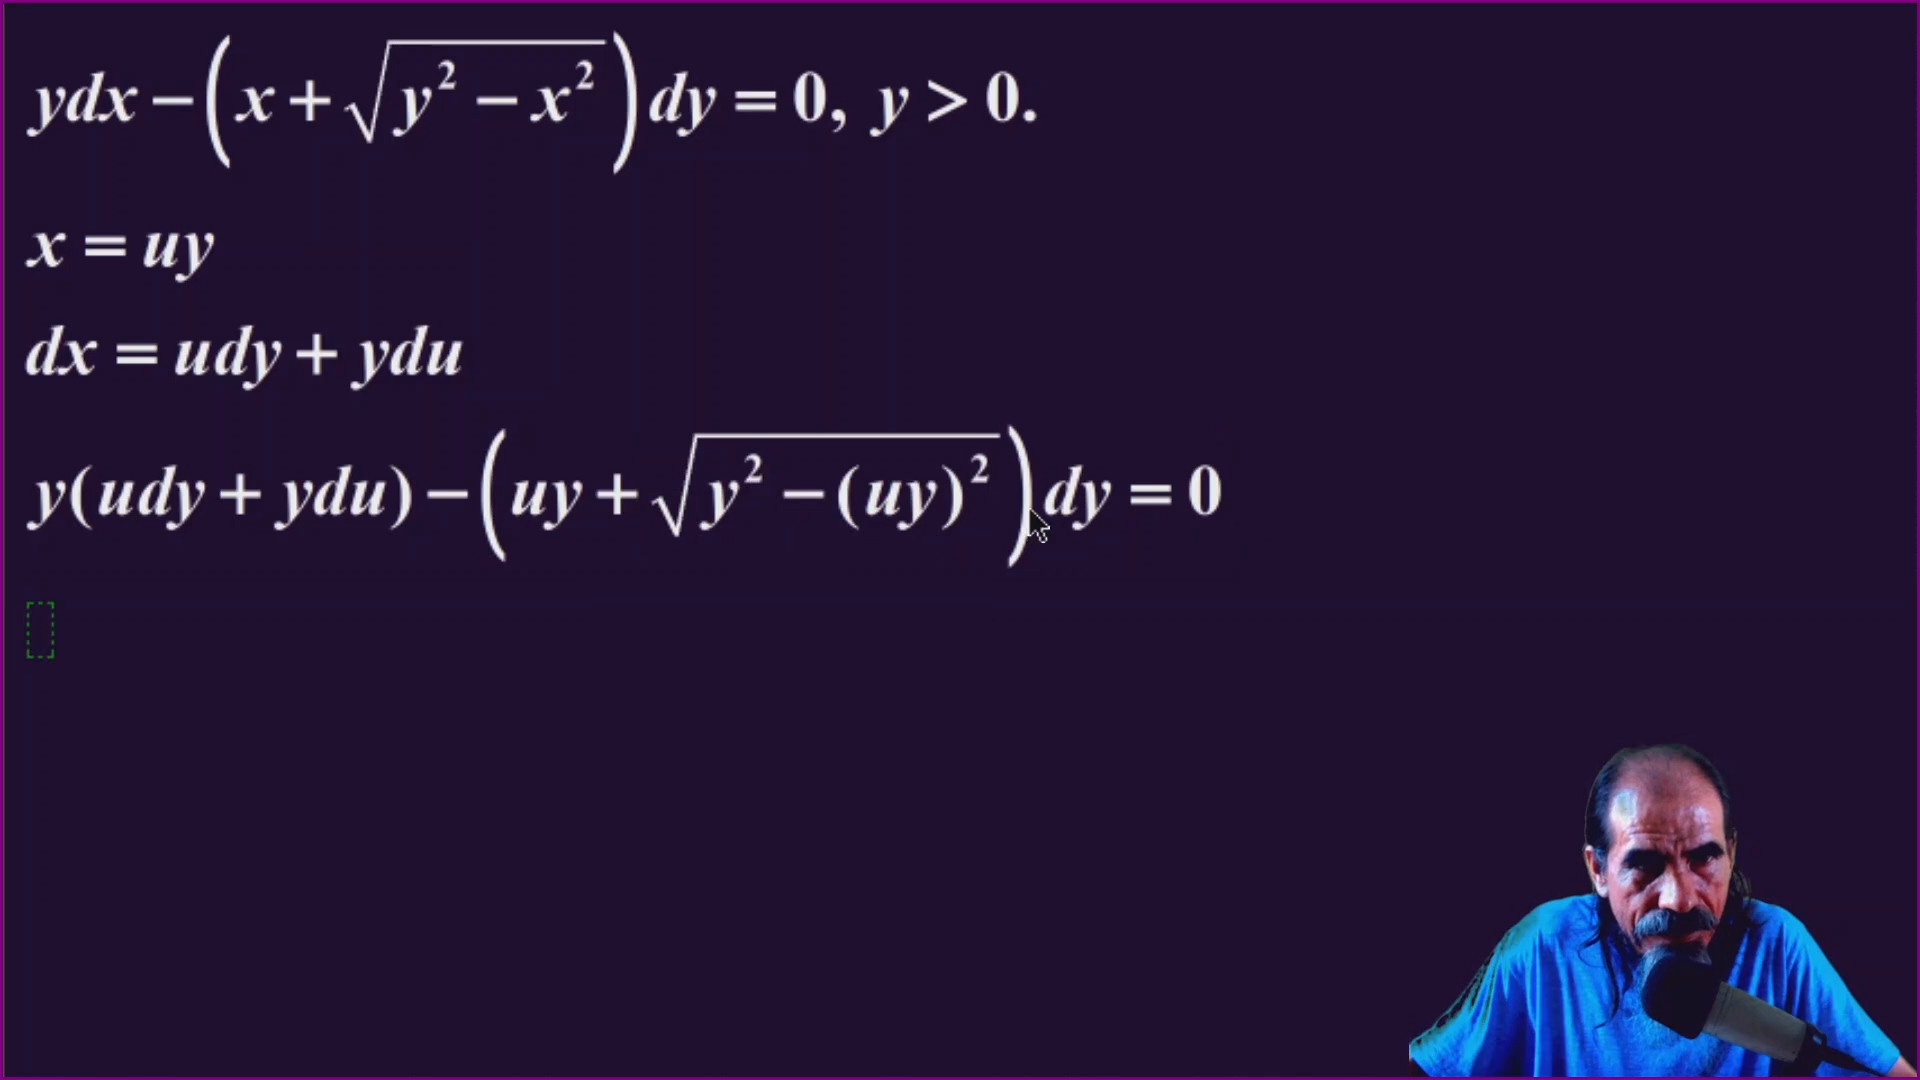 ydx − (x + √(y² − x²))dy = 0, y > 0.
x = uy
dx = udy + ydu
y(udy + ydu) − (uy + √(y² − (uy)²))dy = 0